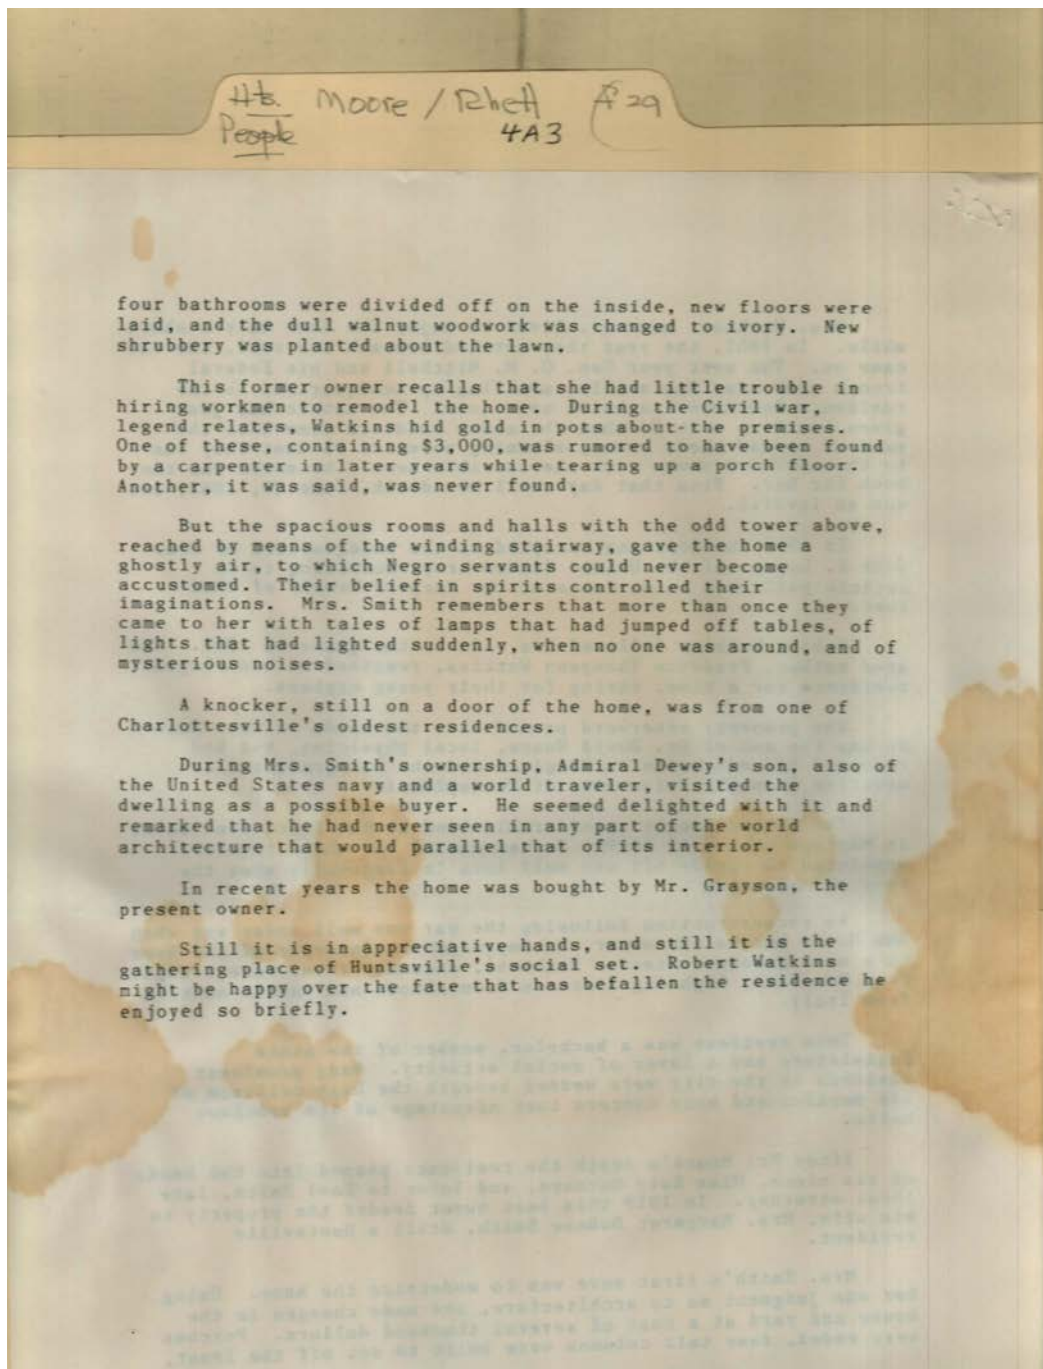 Hts. Moore / Rhett 29
People 4A3
four bathrooms were divided off on the inside, new floors were
laid, and the dull walnut woodwork was changed to ivory. New
shrubbery was planted about the lawn.
This former owner recalls that she had little trouble in
hiring workmen to remodel the home. During the Civil war,
legend relates, Watkins hid gold in pots about-the premises.
One of these, containing $3,000, was rumored to have been found
by a carpenter in later years while tearing up a porch floor.
Another, it was said, was never found.
But the spacious rooms and halls with the odd tower above,
reached by means of the winding stairway, gave the home a
ghostly air, to which Negro servants could never become
accustomed. Their belief in spirits controlled their
imaginations. Mrs. Smith remembers that more than once they
came to her with tales of lamps that had jumped off tables, of
lights that had lighted suddenly, when no one was around, and of
mysterious noises.
A knocker, still on a door of the home, was from one of
Charlottesville's oldest residences.
During Mrs. Smith's ownership, Admiral Dewey's son, also of
the United States navy and a world traveler, visited the
dwelling as a possible buyer. He seemed delighted with it and
remarked that he had never seen in any part of the world
architecture that would parallel that of its interior.
In recent years the home was bought by Mr. Grayson, the
present owner.
Still it is in appreciative hands, and still it is the
gathering place of Huntsville's social set. Robert Watkins
might be happy over the fate that has befallen the residence he
enjoyed so briefly.